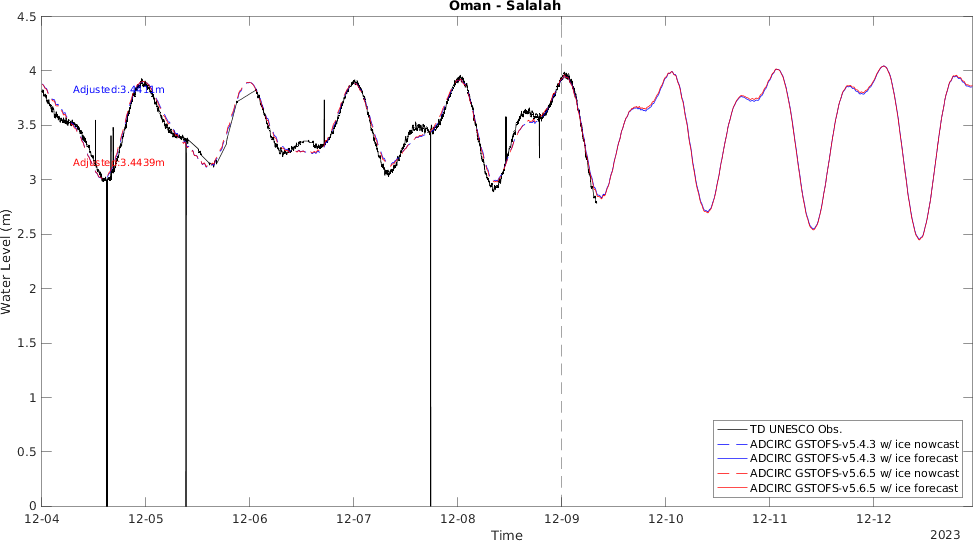 Oman - Salalah
4.5
4
3.5
3
2.5
2
1.5
1
0.5
0
Water Level (m)
Adjusted:3.4411m
Adjusted:3.4439m
TD UNESCO Obs.
ADCIRC GSTOFS-v5.4.3 w/ ice nowcast
ADCIRC GSTOFS-v5.4.3 w/ ice forecast
ADCIRC GSTOFS-v5.6.5 w/ ice nowcast
ADCIRC GSTOFS-v5.6.5 w/ ice forecast
12-04 12-05 12-06 12-07 12-08 12-09 12-10 12-11 12-12
Time
2023